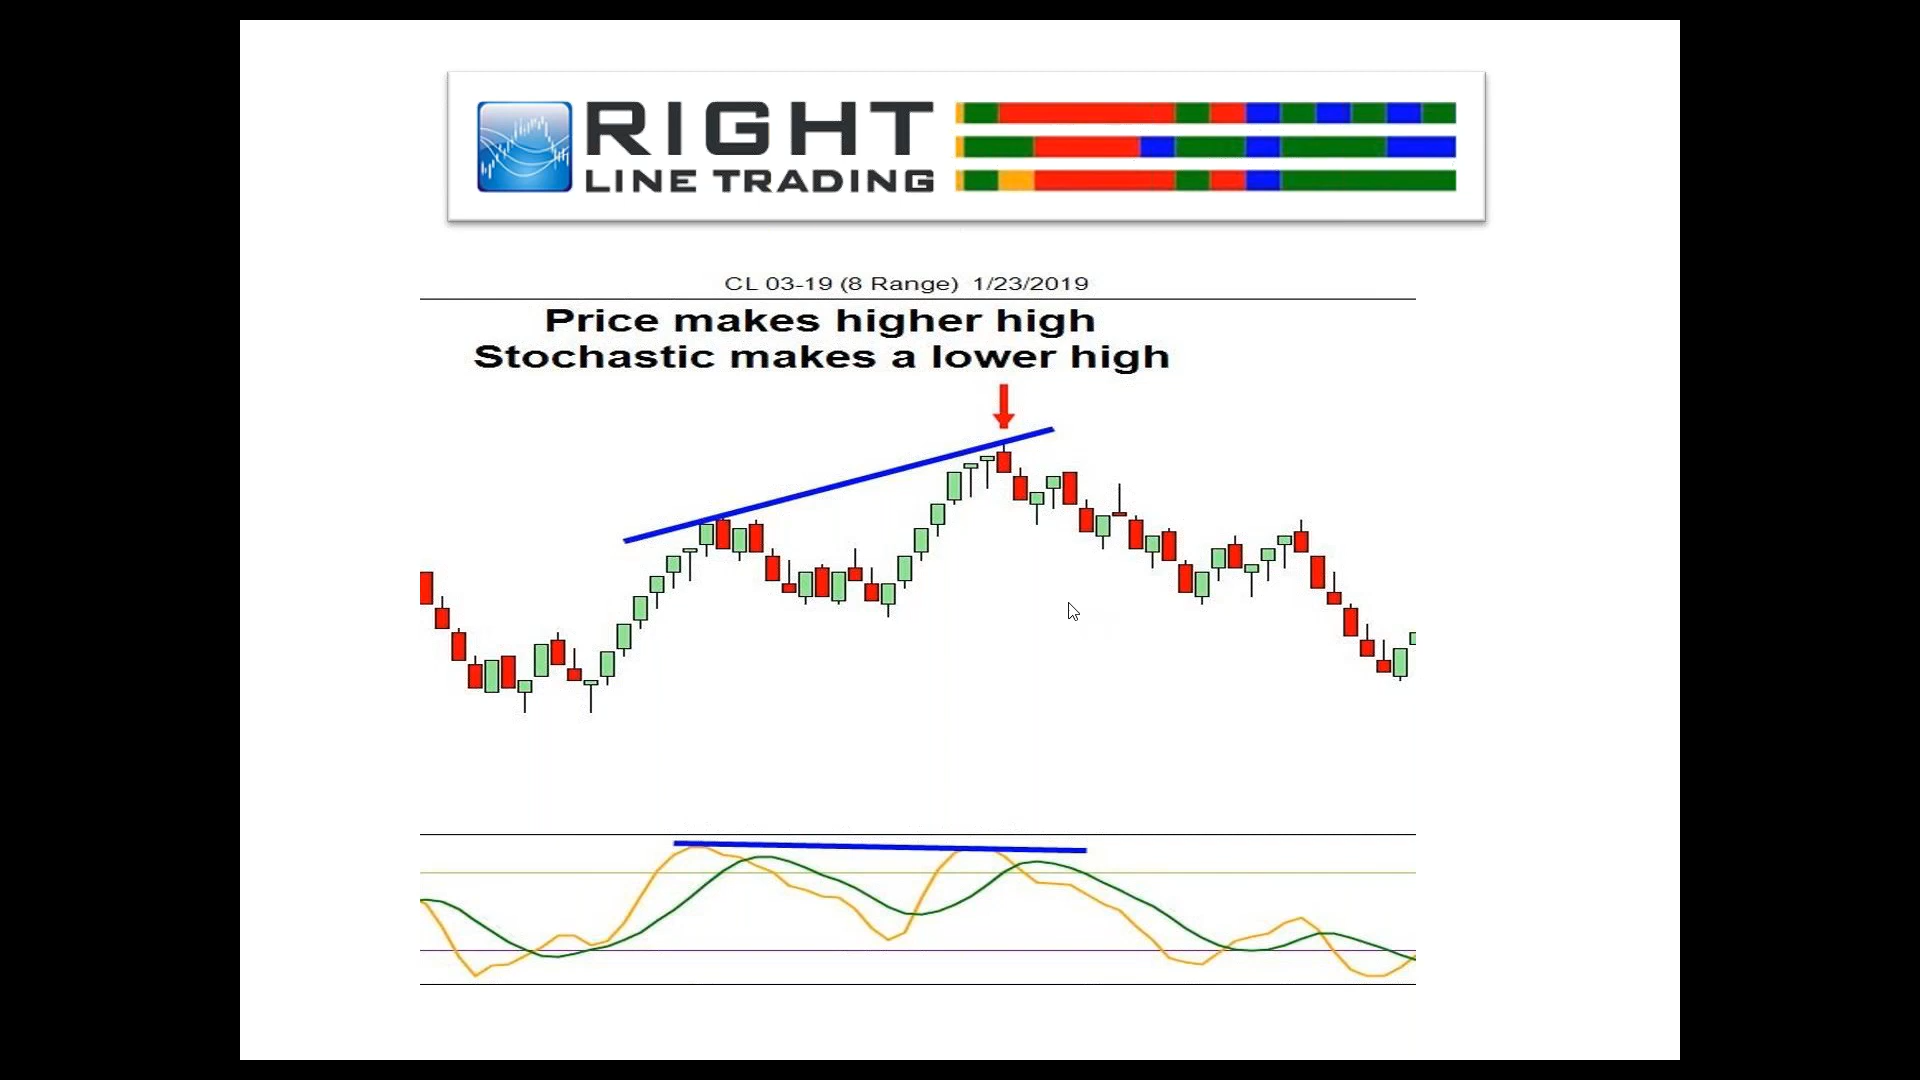 RIGHT
LINE TRADING
CL 03-19 (8 Range)  1/23/2019
Price makes higher high
Stochastic makes a lower high